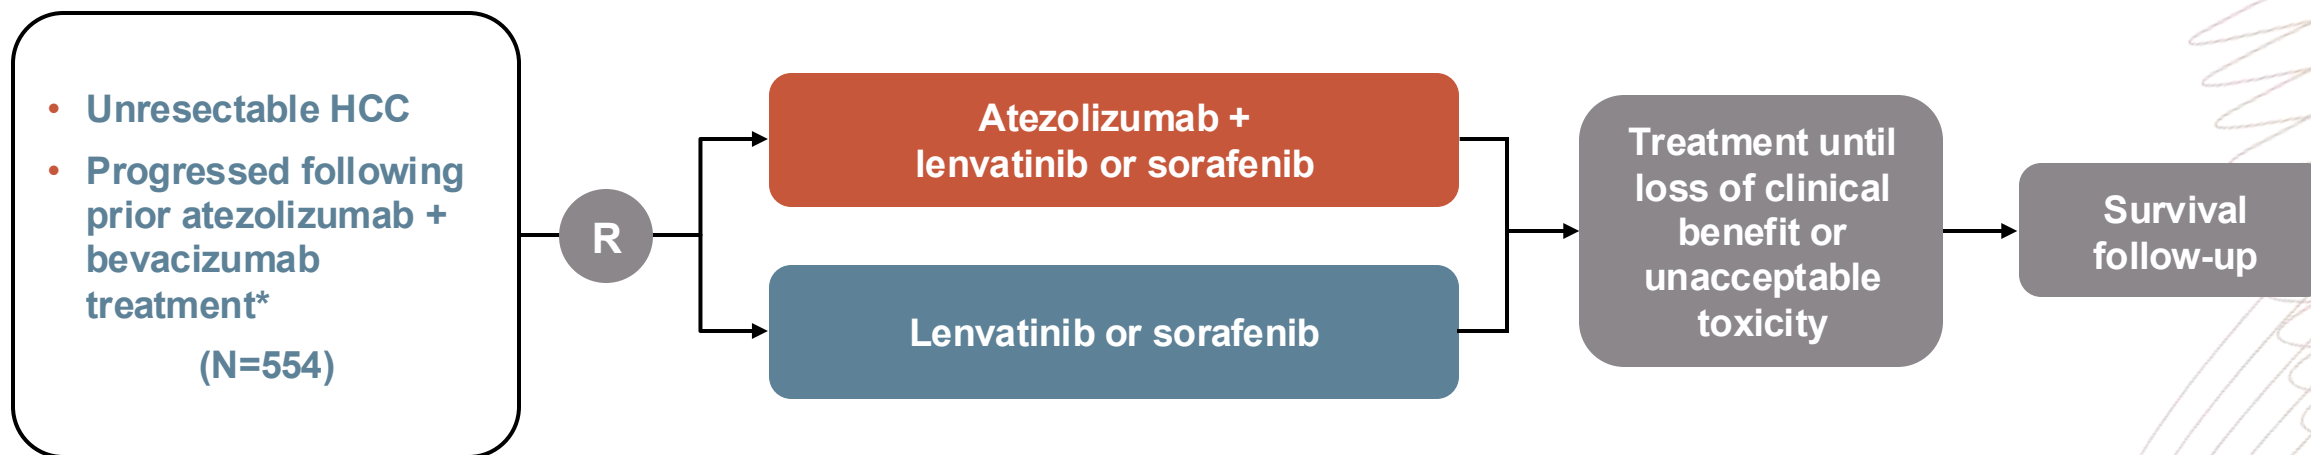 • Unresectable HCC
• Progressed following
prior atezolizumab +
bevacizumab
treatment*
(N=554)
R
Atezolizumab +
lenvatinib or sorafenib
Lenvatinib or sorafenib
Treatment until
loss of clinical
benefit or
unacceptable
toxicity
Survival
follow-up